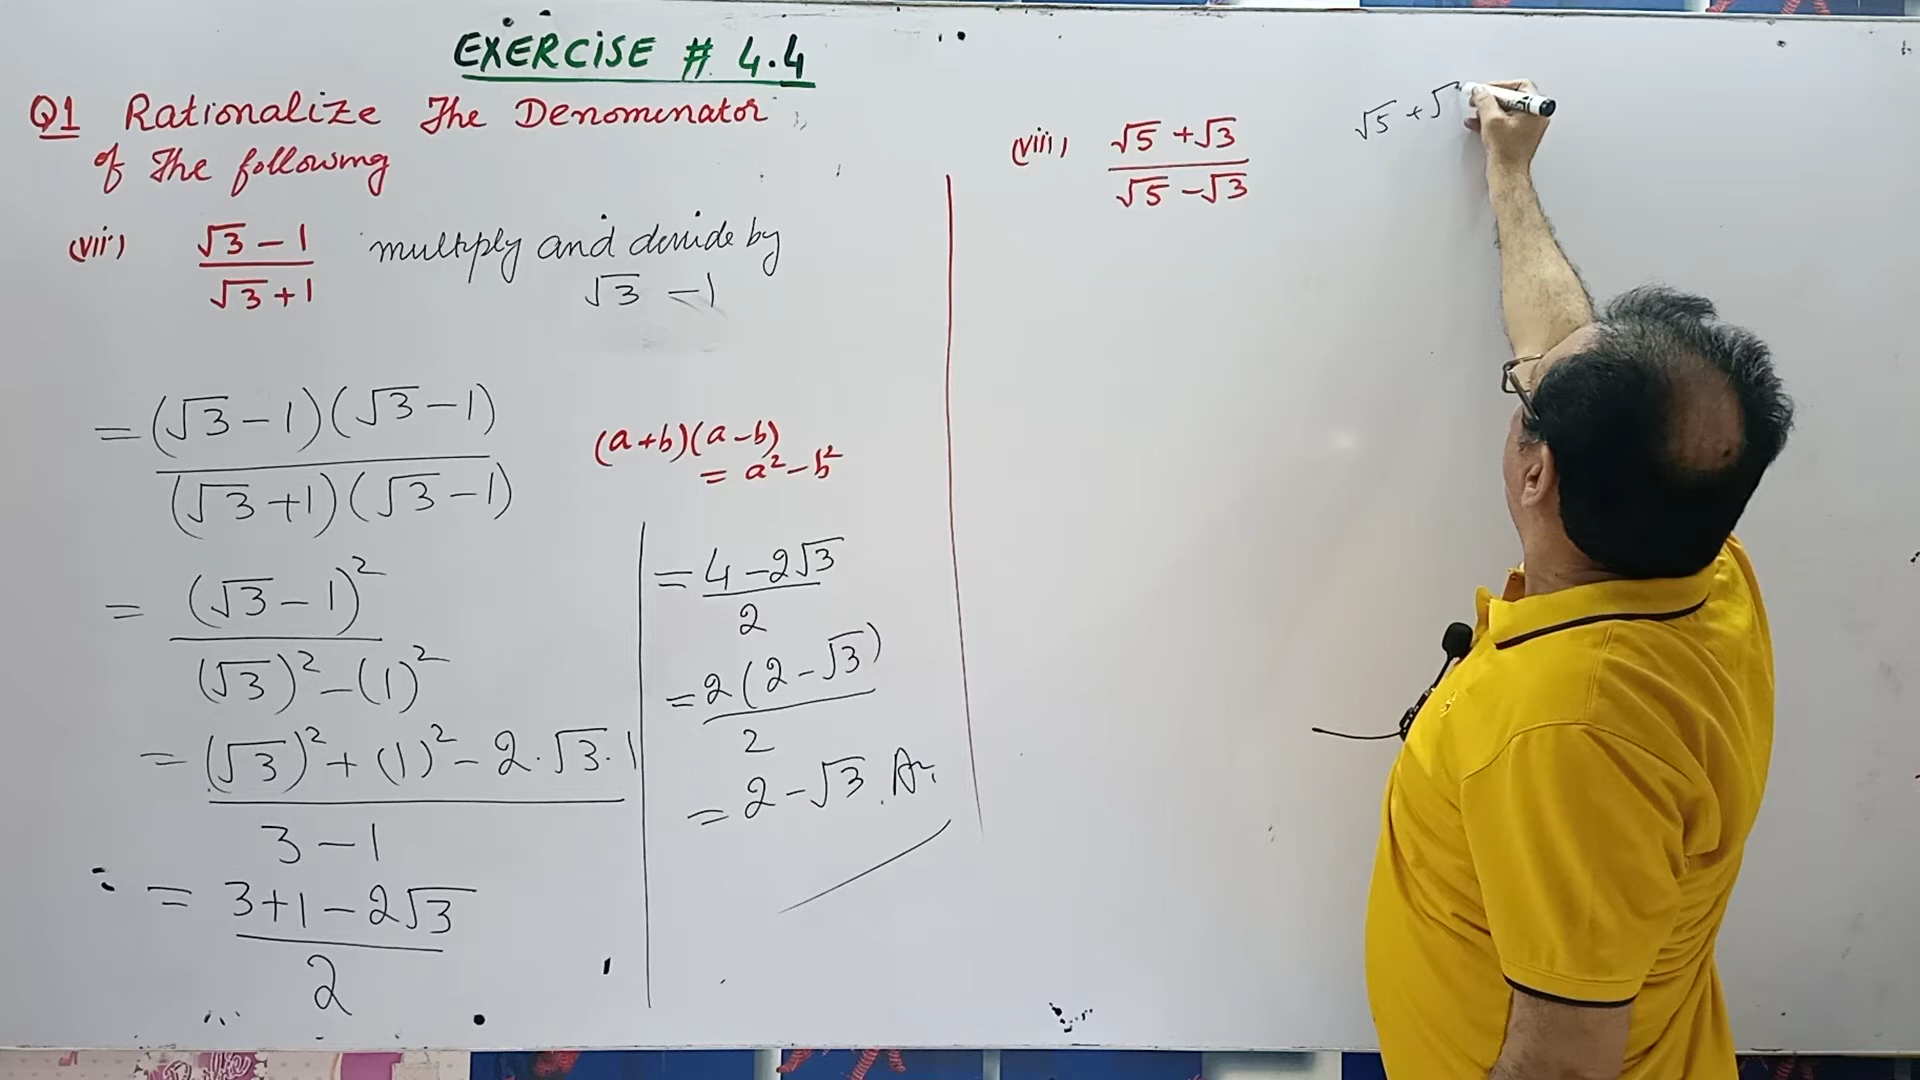 EXERCISE # 4.4
Q1 Rationalize The Denomenator
of The following
(vii) (√3 - 1)/(√3 + 1) multiply and devide by
√3 - 1
= (√3 - 1)(√3 - 1)
(√3 + 1)(√3 - 1)
(a+b)(a-b)
= a² - b²
= (√3 - 1)²
(√3)² - (1)²
= (√3)² + (1)² - 2·√3·1
3 - 1
= 3+1-2√3
2
= 4-2√3
2
= 2(2-√3)
2
= 2-√3.
(viii) √5 + √3
√5 - √3
√5 + √